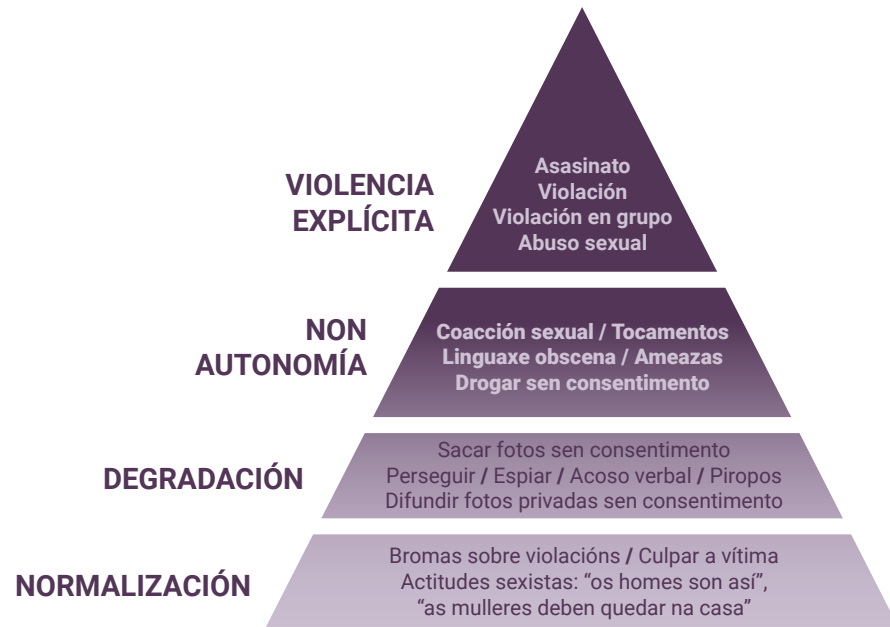 VIOLENCIA
EXPLÍCITA
Asasinato
Violación
Violación en grupo
Abuso sexual
NON
AUTONOMÍA
Coacción sexual / Tocamentos
Linguaxe obscena / Ameazas
Drogar sen consentimento
DEGRADACIÓN
Sacar fotos sen consentimento
Perseguir / Espiar / Acoso verbal / Piropos
Difundir fotos privadas sen consentimento
NORMALIZACIÓN
Bromas sobre violacións / Culpar a vítima
Actitudes sexistas: “os homes son así”,
“as mulleres deben quedar na casa”